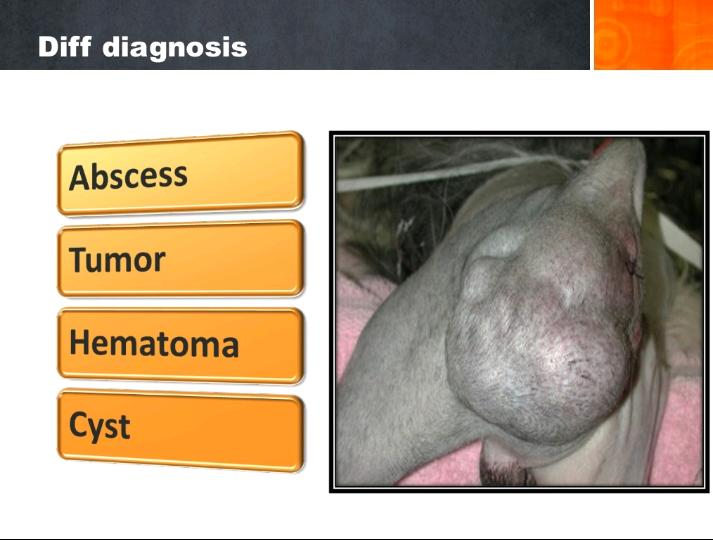 Diff diagnosis
Abscess
Tumor
Hematoma
Cyst